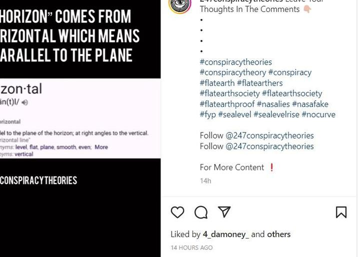 HORIZON" COMES FROM
RIZONTAL WHICH MEANS
ARALLEL TO THE PLANE
zon·tal
än(t)l/
orizontal
lel to the plane of the horizon; at right angles to the vertical.
rizontal line"
nyms: level, flat, plane, smooth, even, More
nyms: vertical
CONSPIRACYTHEORIES
247conspiracytheories Leave Your
Thoughts In The Comments 👇🏻
•
•
•
•
#conspiracytheories
#conspiracytheory #conspiracy
#flatearth #flatearthers
#flatearthsociety #flatearthsociety
#flatearthproof #nasalies #nasafake
#fyp #sealevel #sealevelrise #nocurve
Follow @247conspiracytheories
Follow @247conspiracytheories
For More Content ❗
14h
Liked by 4_damoney_ and others
14 HOURS AGO